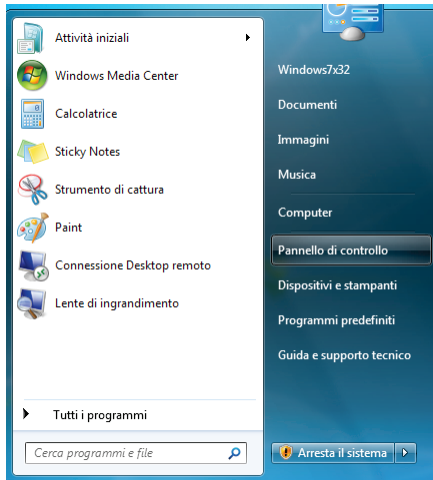 Attività iniziali
Windows Media Center
Calcolatrice
Sticky Notes
Strumento di cattura
Paint
Connessione Desktop remoto
Lente di ingrandimento
Tutti i programmi
Cerca programmi e file
Windows7x32
Documenti
Immagini
Musica
Computer
Pannello di controllo
Dispositivi e stampanti
Programmi predefiniti
Guida e supporto tecnico
Arresta il sistema